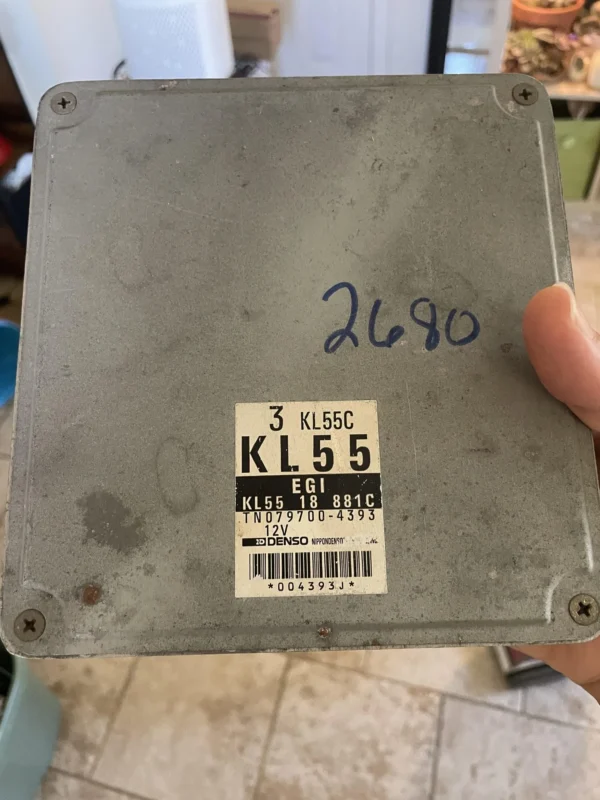 2680
3 KL55C
KL55
EGI
KL55 18 881C
TN079700-4393
12V
DENSO
*004393J*